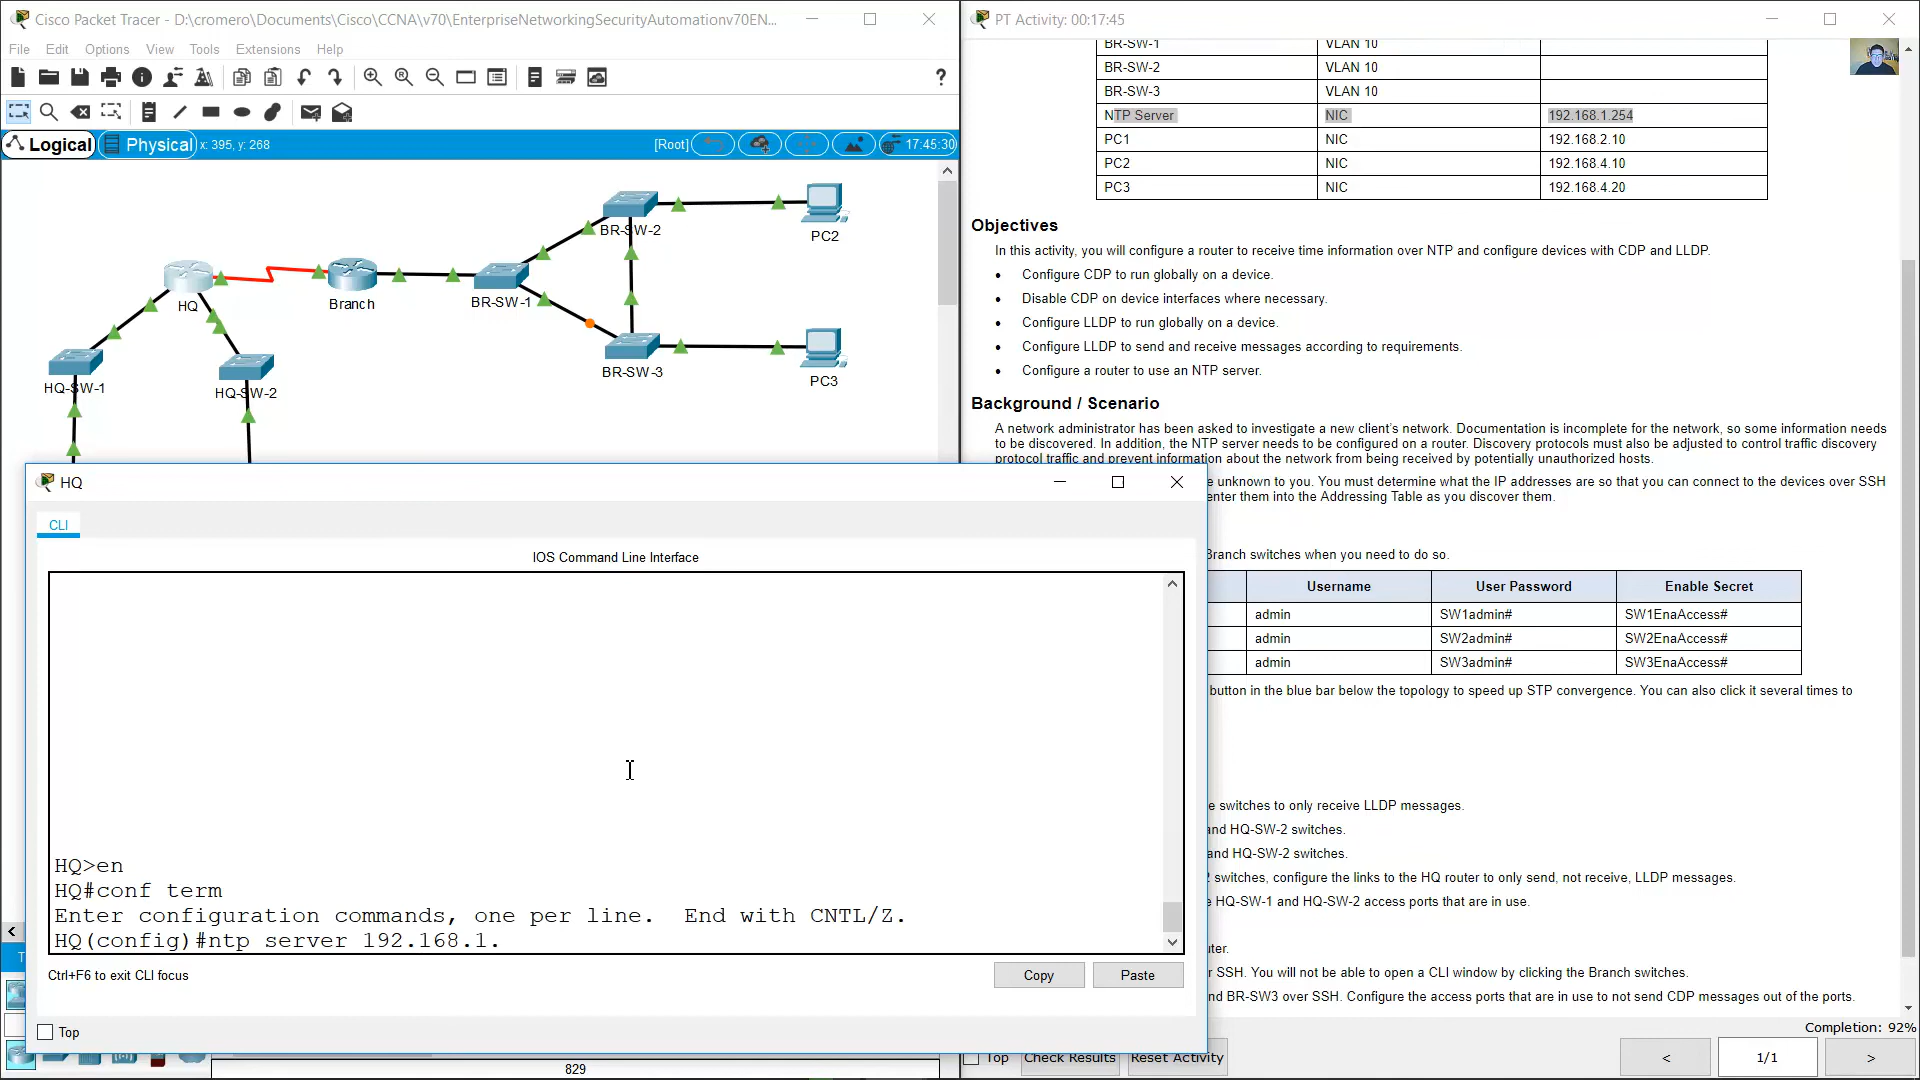 Cisco Packet Tracer - D:\cromero\Documents\Cisco\CCNA\v70\EnterpriseNetworkingSecurityAutomationv70EN...
File Edit Options View Tools Extensions Help
?
Logical Physical x: 395, y: 268 [Root] 17:45:30
BR-SW-2
PC2
HQ
Branch
BR-SW-1
BR-SW-3
PC3
HQ-SW-1
HQ-SW-2
HQ
CLI
IOS Command Line Interface
HQ>en
HQ#conf term
Enter configuration commands, one per line.  End with CNTL/Z.
HQ(config)#ntp server 192.168.1.
Ctrl+F6 to exit CLI focus
Copy Paste
Top
829
PT Activity: 00:17:45
BR-SW-1 VLAN 10
BR-SW-2 VLAN 10
BR-SW-3 VLAN 10
NTP Server NIC 192.168.1.254
PC1 NIC 192.168.2.10
PC2 NIC 192.168.4.10
PC3 NIC 192.168.4.20
Objectives
In this activity, you will configure a router to receive time information over NTP and configure devices with CDP and LLDP.
• Configure CDP to run globally on a device.
• Disable CDP on device interfaces where necessary.
• Configure LLDP to run globally on a device.
• Configure LLDP to send and receive messages according to requirements.
• Configure a router to use an NTP server.
Background / Scenario
A network administrator has been asked to investigate a new client's network. Documentation is incomplete for the network, so some information needs
to be discovered. In addition, the NTP server needs to be configured on a router. Discovery protocols must also be adjusted to control traffic discovery
protocol traffic and prevent information about the network from being received by potentially unauthorized hosts.
e unknown to you. You must determine what the IP addresses are so that you can connect to the devices over SSH
enter them into the Addressing Table as you discover them.
Branch switches when you need to do so.
Username User Password Enable Secret
admin SW1admin# SW1EnaAccess#
admin SW2admin# SW2EnaAccess#
admin SW3admin# SW3EnaAccess#
button in the blue bar below the topology to speed up STP convergence. You can also click it several times to
e switches to only receive LLDP messages.
and HQ-SW-2 switches.
and HQ-SW-2 switches.
2 switches, configure the links to the HQ router to only send, not receive, LLDP messages.
e HQ-SW-1 and HQ-SW-2 access ports that are in use.
uter.
r SSH. You will not be able to open a CLI window by clicking the Branch switches.
nd BR-SW3 over SSH. Configure the access ports that are in use to not send CDP messages out of the ports.
Completion: 92%
Top Check Results Reset Activity < 1/1 >